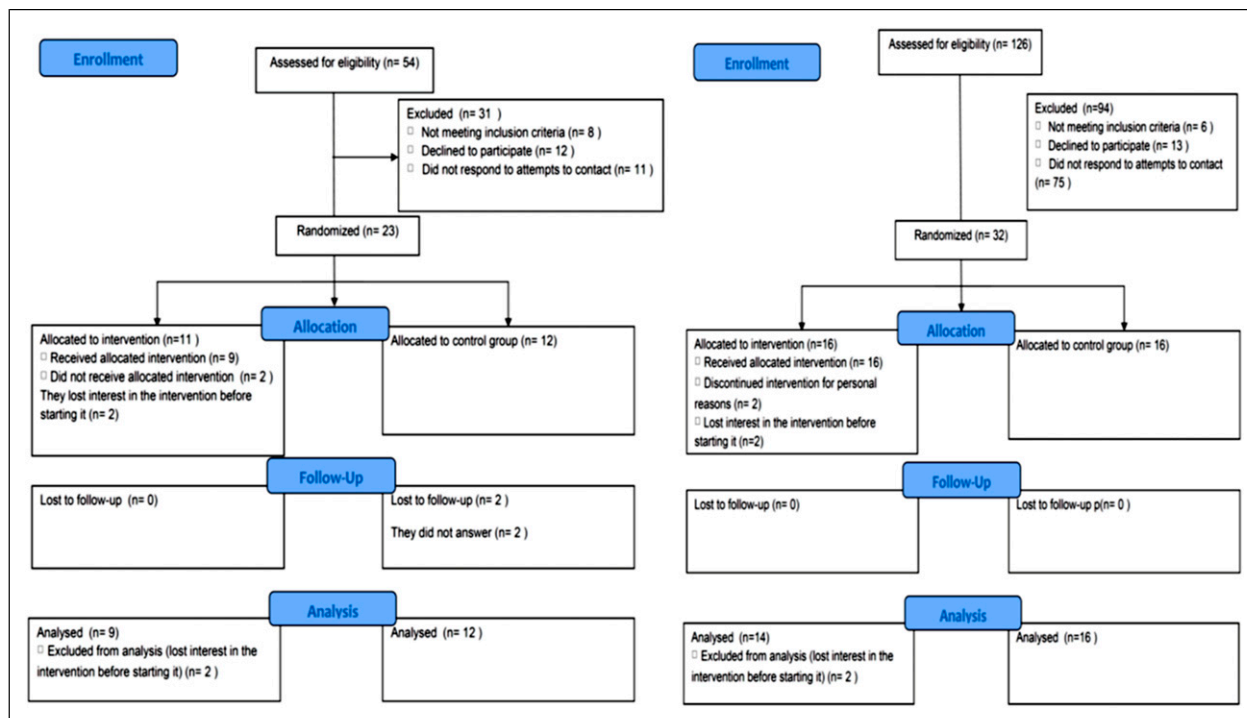 Enrollment
Assessed for eligibility (n= 54)
Excluded (n= 31 )
Not meeting inclusion criteria (n= 8 )
Declined to participate (n= 12 )
Did not respond to attempts to contact (n= 11 )
Randomized (n= 23)
Allocation
Allocated to intervention (n=11 )
Received allocated intervention (n= 9)
Did not receive allocated intervention (n= 2 )
They lost interest in the intervention before
starting it (n= 2)
Allocated to control group (n= 12)
Follow-Up
Lost to follow-up (n= 0)
Lost to follow-up (n= 2 )
They did not answer (n= 2 )
Analysis
Analysed (n= 9)
Excluded from analysis (lost interest in the
intervention before starting it) (n= 2 )
Analysed (n= 12 )
Enrollment
Assessed for eligibility (n= 126)
Excluded (n=94)
Not meeting inclusion criteria (n= 6 )
Declined to participate (n= 13 )
Did not respond to attempts to contact
(n= 75 )
Randomized (n= 32)
Allocation
Allocated to intervention (n=16)
Received allocated intervention (n= 16)
Discontinued intervention for personal
reasons (n= 2)
Lost interest in the intervention before
starting it (n=2)
Allocated to control group (n= 16)
Follow-Up
Lost to follow-up (n= 0)
Lost to follow-up p(n= 0 )
Analysis
Analysed (n=14)
Excluded from analysis (lost interest in the
intervention before starting it) (n= 2 )
Analysed (n=16 )